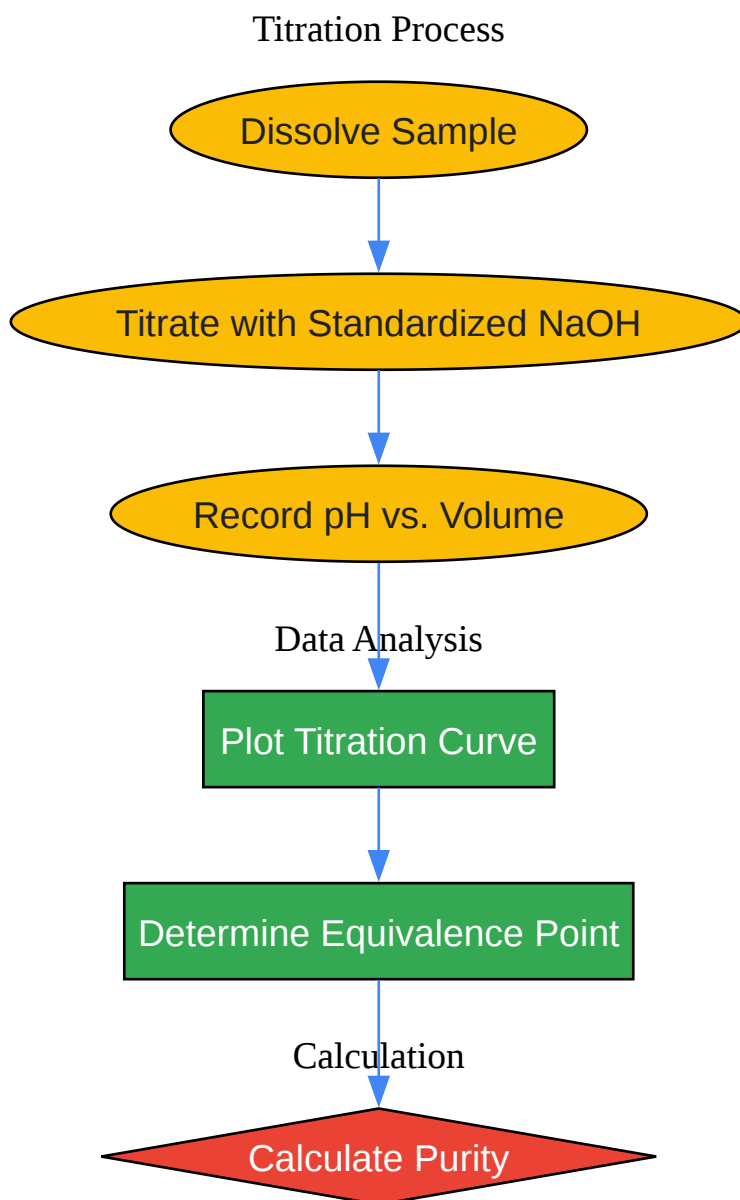 Titration Process
Dissolve Sample
Titrate with Standardized NaOH
Record pH vs. Volume
Data Analysis
Plot Titration Curve
Determine Equivalence Point
Calculation
Calculate Purity